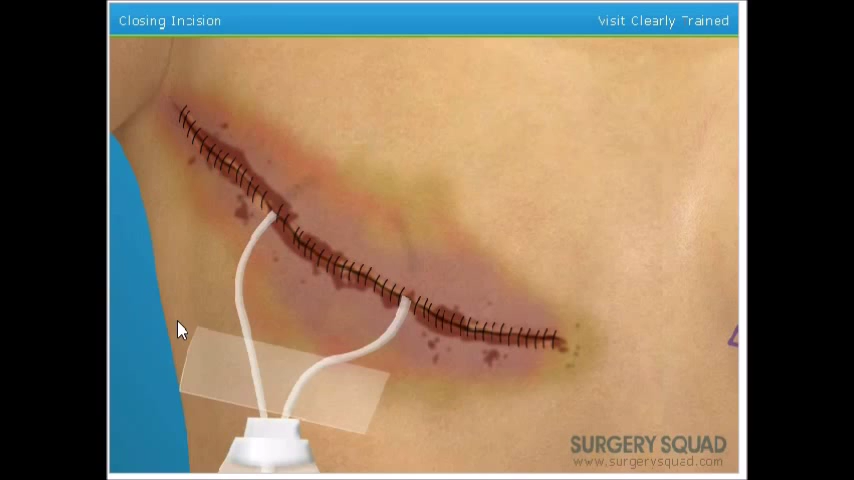 Closing Incision
Visit Clearly Trained
SURGERY SQUAD
www.surgerysquad.com